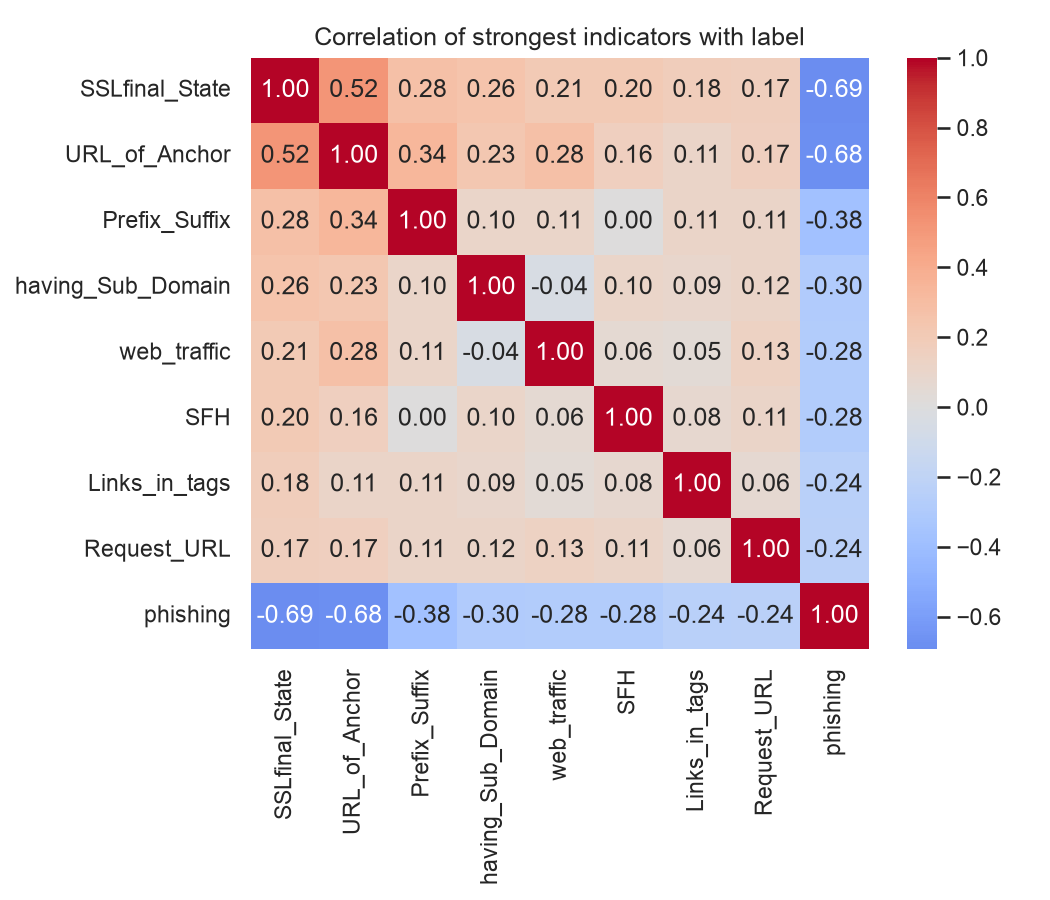 Correlation of strongest indicators with label
SSLfinal_State 1.00 0.52 0.28 0.26 0.21 0.20 0.18 0.17 -0.69
URL_of_Anchor 0.52 1.00 0.34 0.23 0.28 0.16 0.11 0.17 -0.68
Prefix_Suffix 0.28 0.34 1.00 0.10 0.11 0.00 0.11 0.11 -0.38
having_Sub_Domain 0.26 0.23 0.10 1.00 -0.04 0.10 0.09 0.12 -0.30
web_traffic 0.21 0.28 0.11 -0.04 1.00 0.06 0.05 0.13 -0.28
SFH 0.20 0.16 0.00 0.10 0.06 1.00 0.08 0.11 -0.28
Links_in_tags 0.18 0.11 0.11 0.09 0.05 0.08 1.00 0.06 -0.24
Request_URL 0.17 0.17 0.11 0.12 0.13 0.11 0.06 1.00 -0.24
phishing -0.69 -0.68 -0.38 -0.30 -0.28 -0.28 -0.24 -0.24 1.00
SSLfinal_State
URL_of_Anchor
Prefix_Suffix
having_Sub_Domain
web_traffic
SFH
Links_in_tags
Request_URL
phishing
1.0
0.8
0.6
0.4
0.2
0.0
−0.2
−0.4
−0.6